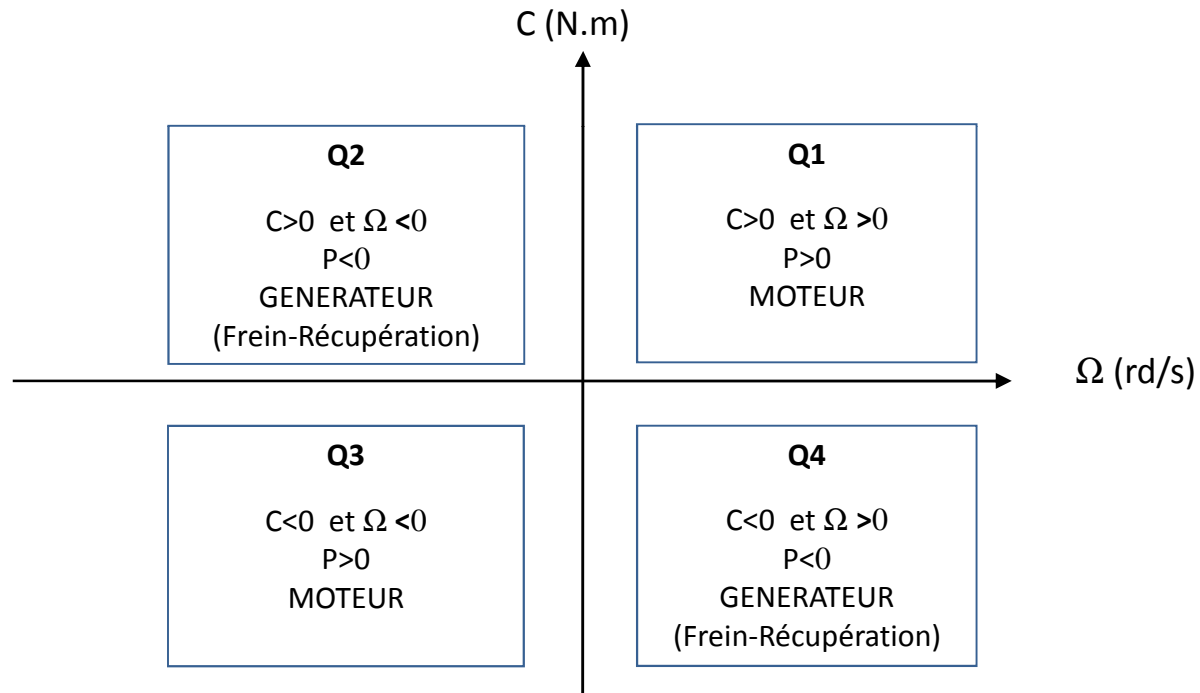 C (N.m)
Q2
C>0 et Ω <0
P<0
GENERATEUR
(Frein-Récupération)
Q1
C>0 et Ω >0
P>0
MOTEUR
Ω (rd/s)
Q3
C<0 et Ω <0
P>0
MOTEUR
Q4
C<0 et Ω >0
P<0
GENERATEUR
(Frein-Récupération)